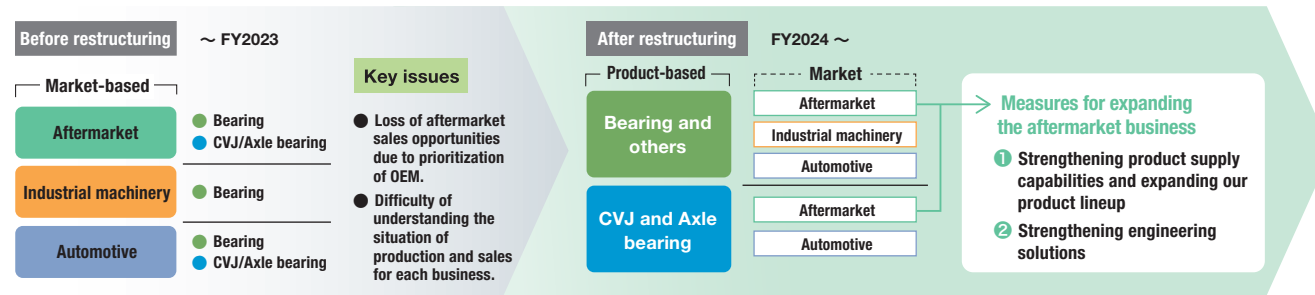 Before restructuring
～ FY2023
Market-based
Aftermarket
● Bearing
● CVJ/Axle bearing
Industrial machinery
● Bearing
Automotive
● Bearing
● CVJ/Axle bearing
Key issues
● Loss of aftermarket
sales opportunities
due to prioritization
of OEM.
● Difficulty of
understanding the
situation of
production and sales
for each business.
After restructuring
FY2024 ～
Product-based
Market
Bearing and
others
Aftermarket
Industrial machinery
Automotive
CVJ and Axle
bearing
Aftermarket
Automotive
Measures for expanding
the aftermarket business
❶ Strengthening product supply
capabilities and expanding our
product lineup
❷ Strengthening engineering
solutions